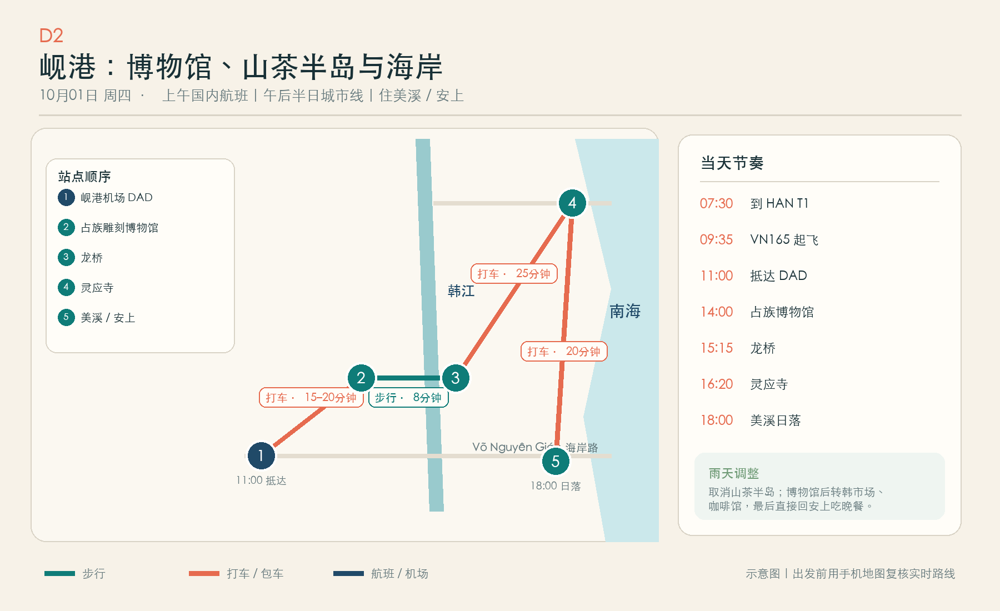 D2
岘港：博物馆、山茶半岛与海岸
10月01日 周四 · 上午国内航班丨午后半日城市线丨住美溪 / 安上
站点顺序
1 岘港机场 DAD
2 占族雕刻博物馆
3 龙桥
4 灵应寺
5 美溪 / 安上
4
打车 · 25分钟
韩江
南海
打车 · 20分钟
2
3
打车 · 15–20分钟
步行 · 8分钟
Võ Nguyên 海岸路
1
5
11:00 抵达
18:00 日落
当天节奏
07:30 到 HAN T1
09:35 VN165 起飞
11:00 抵达 DAD
14:00 占族博物馆
15:15 龙桥
16:20 灵应寺
18:00 美溪日落
雨天调整
取消山茶半岛；博物馆后转韩市场、
咖啡馆，最后直接回安上吃晚餐。
步行
打车 / 包车
航班 / 机场
示意图丨出发前用手机地图复核实时路线